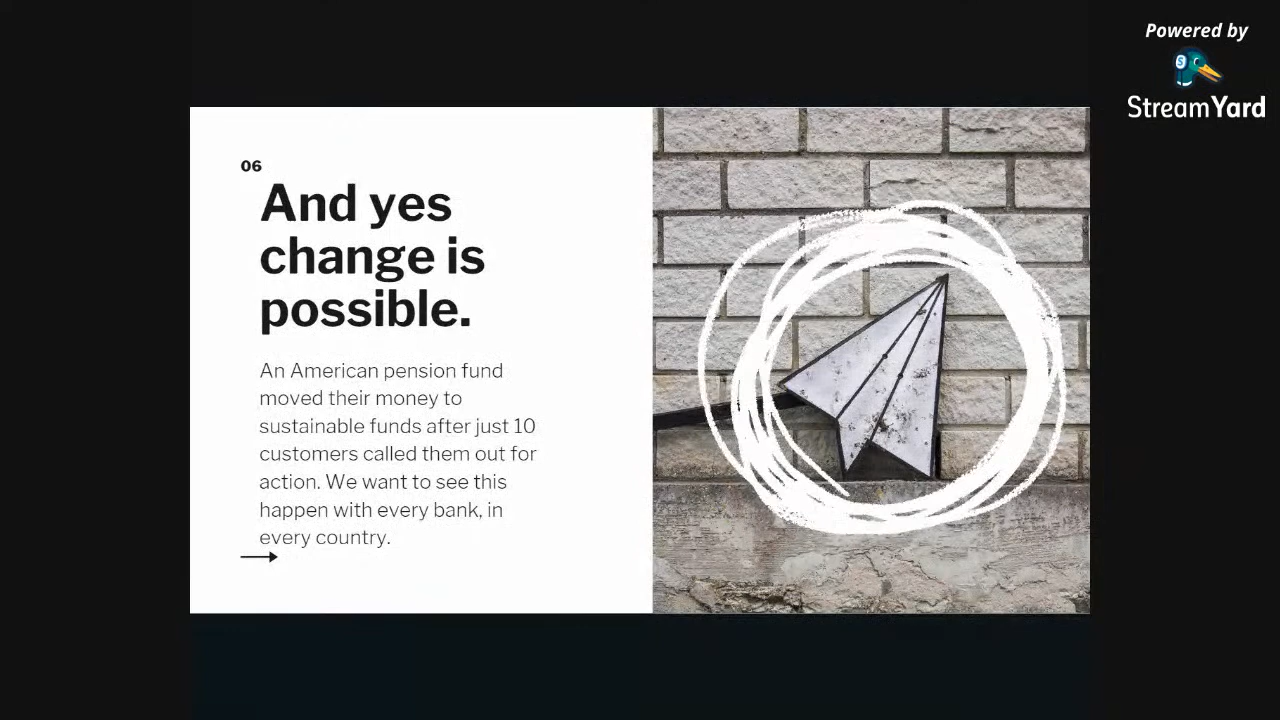 Powered by
StreamYard
06
And yes
change is
possible.
An American pension fund
moved their money to
sustainable funds after just 10
customers called them out for
action. We want to see this
happen with every bank, in
every country.